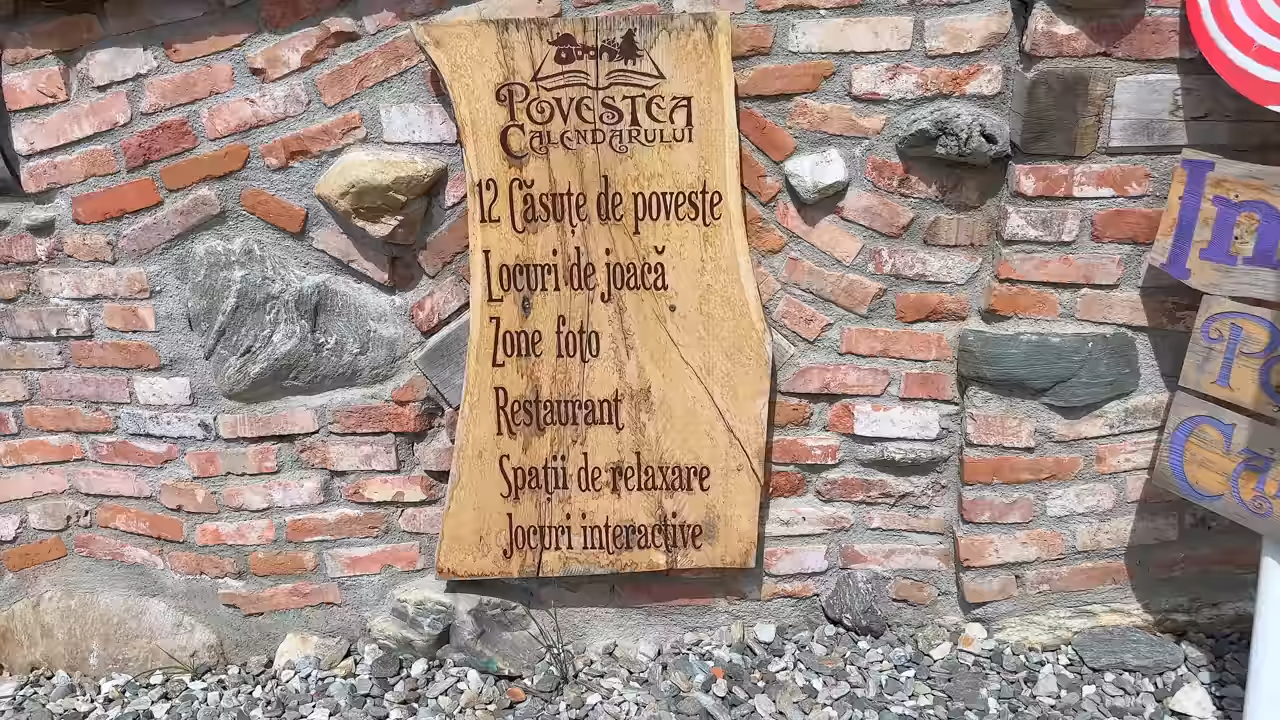 Povestea
Calendarului
12 Căsuțe de poveste
Locuri de joacă
Zone foto
Restaurant
Spații de relaxare
Jocuri interactive